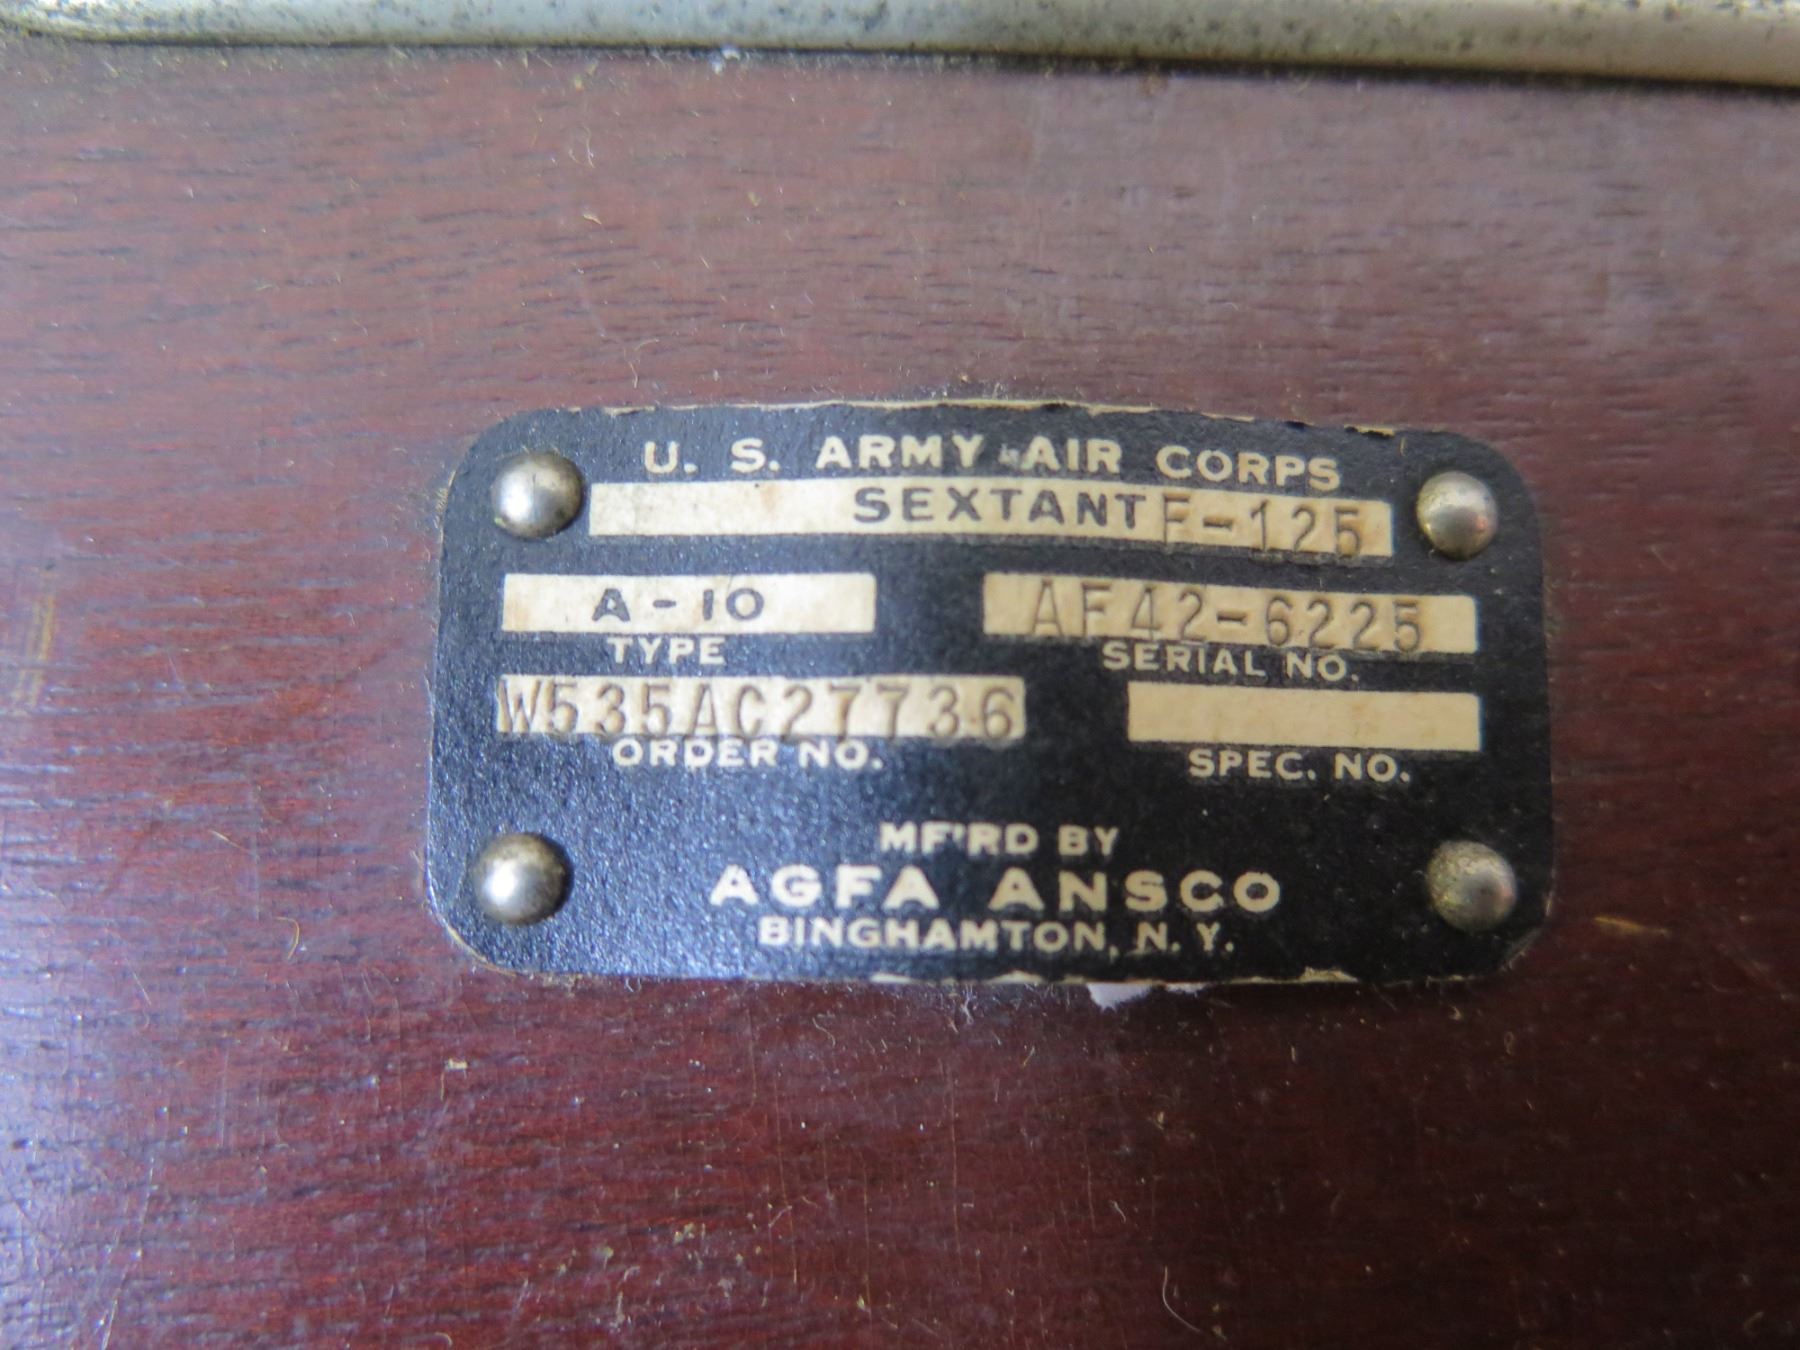 U. S. ARMY AIR CORPS
SEXTANT F-125
A-10 AF42-6225
TYPE SERIAL NO.
W535AC27736
ORDER NO. SPEC. NO.
MF'RD BY
AGFA ANSCO
BINGHAMTON, N. Y.